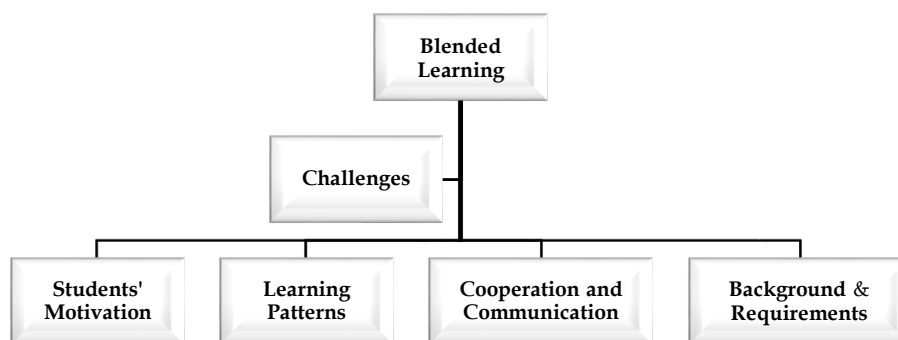 Blended
Learning
Challenges
Students'
Motivation
Learning
Patterns
Cooperation and
Communication
Background &
Requirements